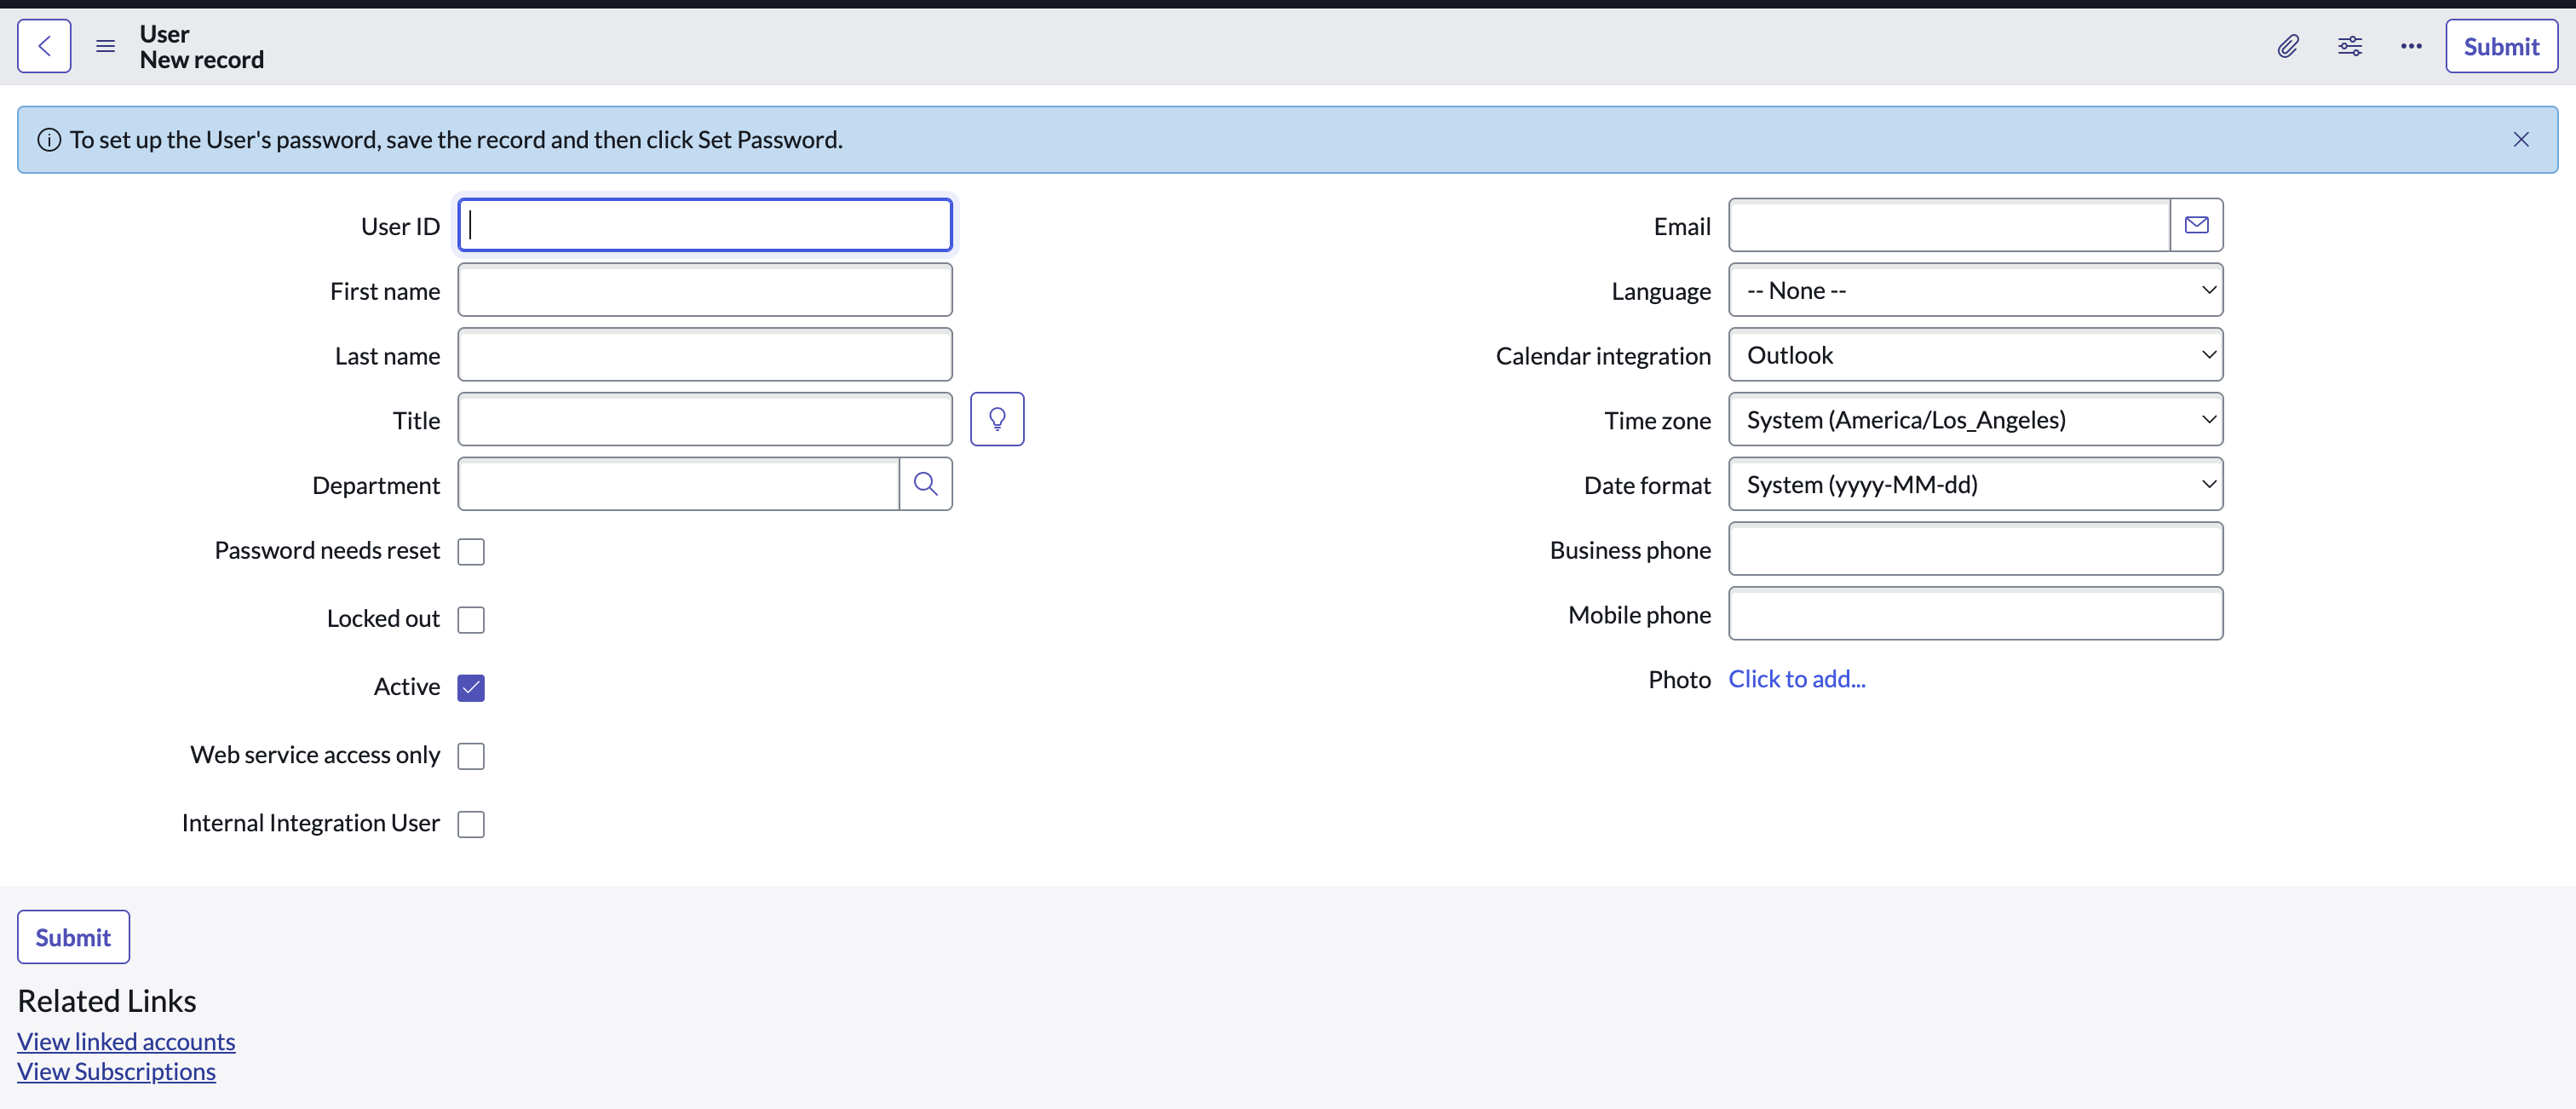 User
New record
Submit
To set up the User's password, save the record and then click Set Password.
User ID
First name
Last name
Title
Department
Password needs reset
Locked out
Active
Web service access only
Internal Integration User
Email
Language
-- None --
Calendar integration
Outlook
Time zone
System (America/Los_Angeles)
Date format
System (yyyy-MM-dd)
Business phone
Mobile phone
Photo
Click to add...
Submit
Related Links
View linked accounts
View Subscriptions